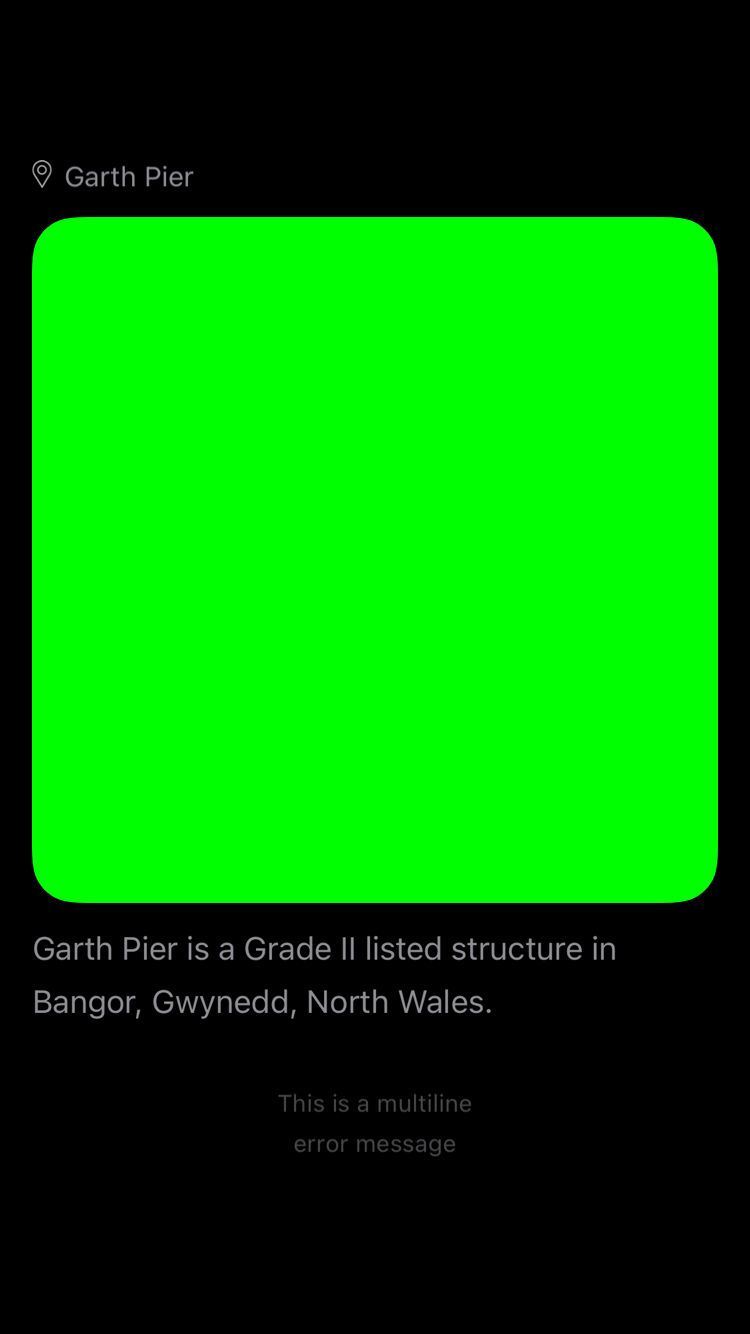 Garth Pier
Garth Pier is a Grade II listed structure in
Bangor, Gwynedd, North Wales.
This is a multiline
error message